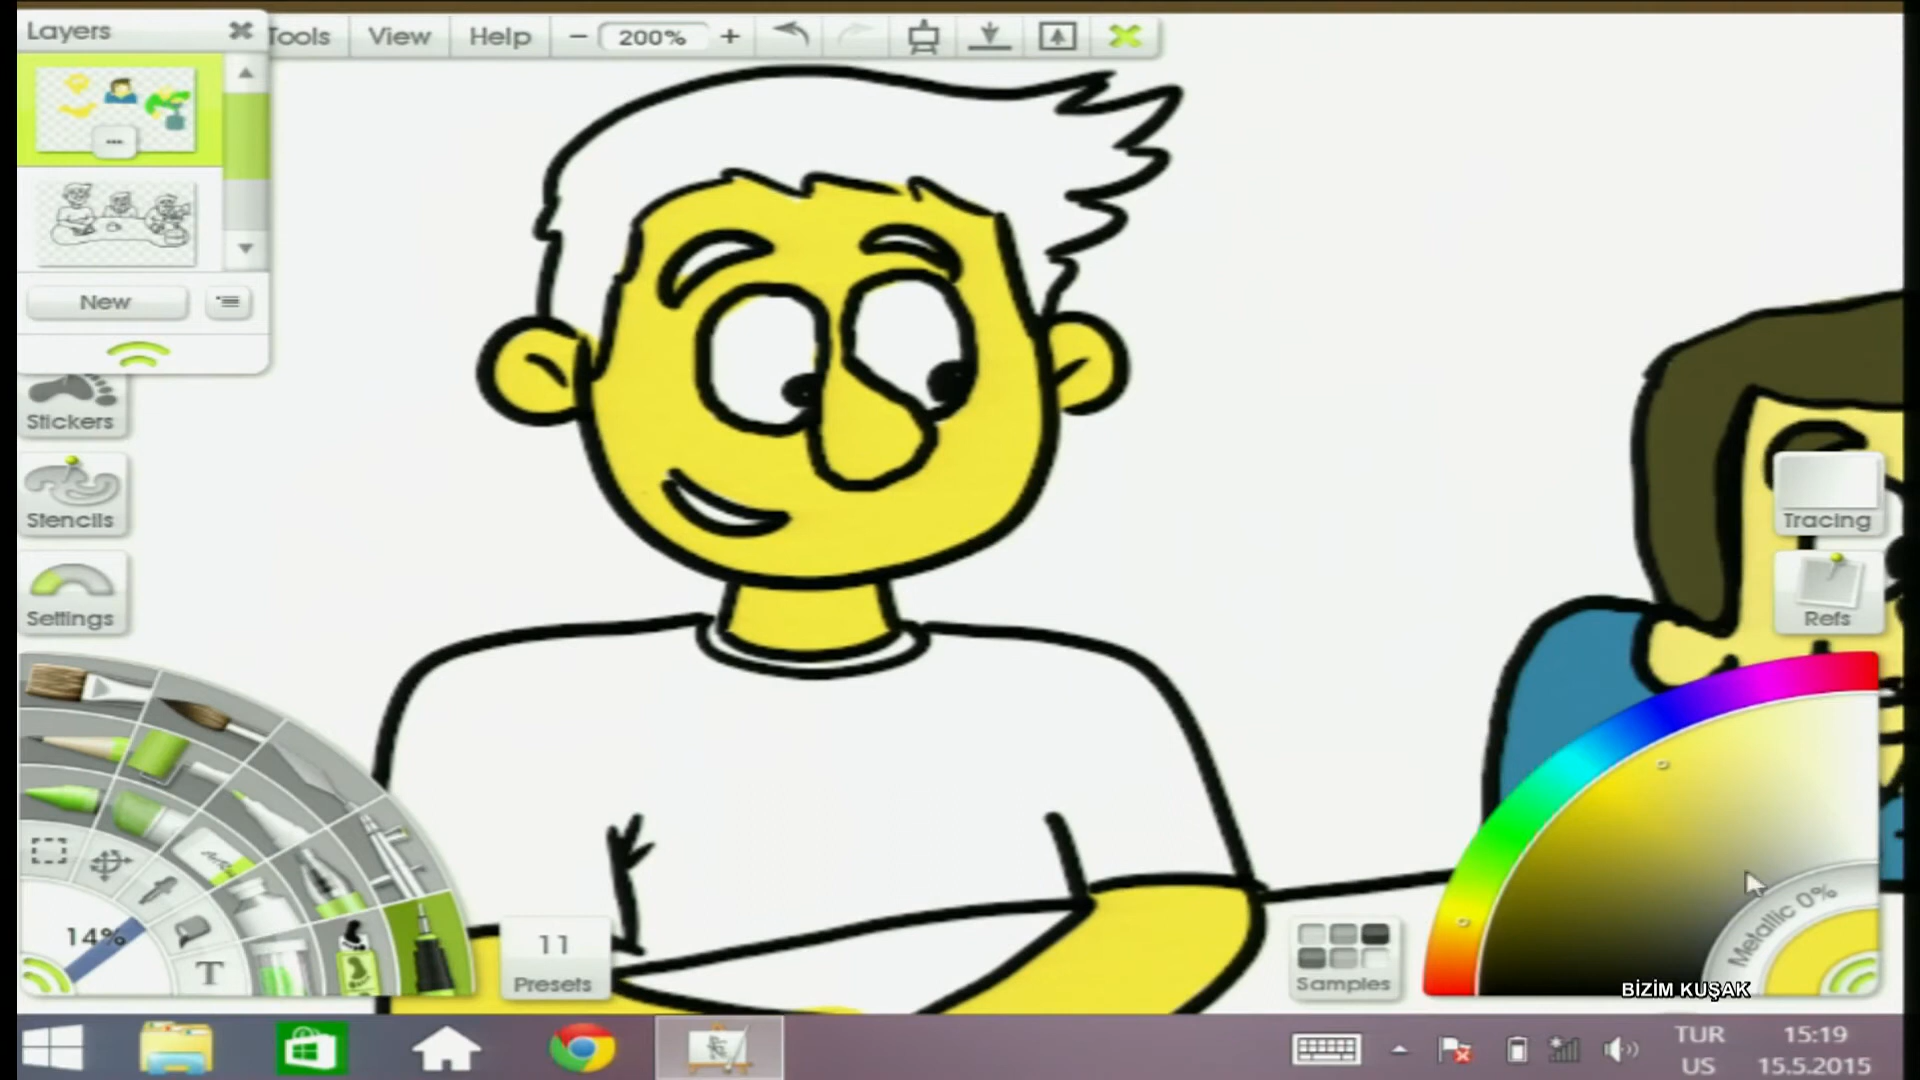 Layers
Tools View Help − 200% +
New
Stickers
Stencils
Settings
Tracing
Refs
14%
T
11
Presets
Samples
Metallic 0%
BİZİM KUŞAK
TUR
US
15:19
15.5.2015